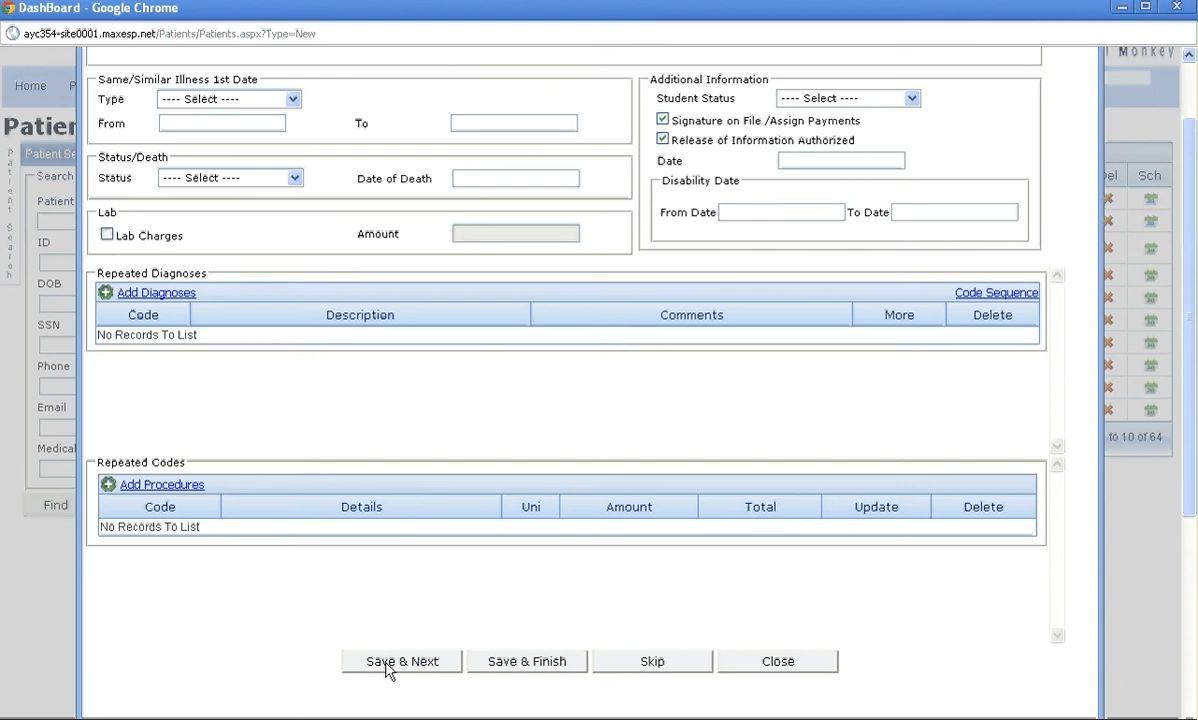 DashBoard - Google Chrome
ayc354-site0001.maxesp.net/Patients/Patients.aspx?Type=New
Monkey
Home
Patien
Patient Search
Patient Se
Search
Patient
ID
DOB
SSN
Phone
Email
Medical
Find
Same/Similar Illness 1st Date
Type ---- Select ----
From To
Status/Death
Status ---- Select ---- Date of Death
Lab
Lab Charges Amount
Additional Information
Student Status ---- Select ----
Signature on File /Assign Payments
Release of Information Authorized
Date
Disability Date
From Date To Date
Repeated Diagnoses
Add Diagnoses Code Sequence
Code Description Comments More Delete
No Records To List
Repeated Codes
Add Procedures
Code Details Uni Amount Total Update Delete
No Records To List
Save & Next Save & Finish Skip Close
el Sch
to 10 of 64